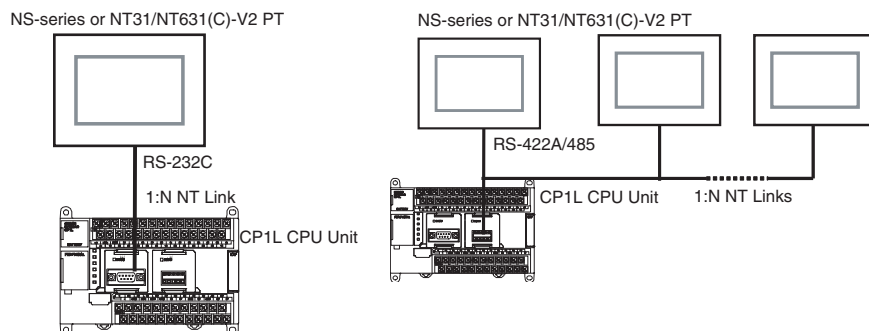 NS-series or NT31/NT631(C)-V2 PT
RS-232C
1:N NT Link
CP1L CPU Unit
NS-series or NT31/NT631(C)-V2 PT
RS-422A/485
CP1L CPU Unit
1:N NT Links